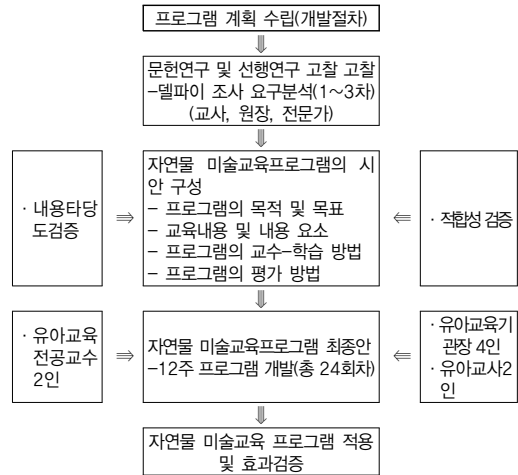 프로그램 계획 수립(개발절차)
⇓
문헌연구 및 선행연구 고찰 고찰
-델파이 조사 요구분석(1～3차)
(교사, 원장, 전문가)
⇓
· 내용타당
도검증
⇒
자연물 미술교육프로그램의 시
안 구성
- 프로그램의 목적 및 목표
- 교육내용 및 내용 요소
- 프로그램의 교수-학습 방법
- 프로그램의 평가 방법
⇐
· 적합성 검증
⇓
· 유아교육
전공교수
2인
⇒
자연물 미술교육프로그램 최종안
-12주 프로그램 개발(총 24회차)
⇐
· 유아교육기
관장 4인
· 유아교사2
인
⇓
자연물 미술교육 프로그램 적용
및 효과검증